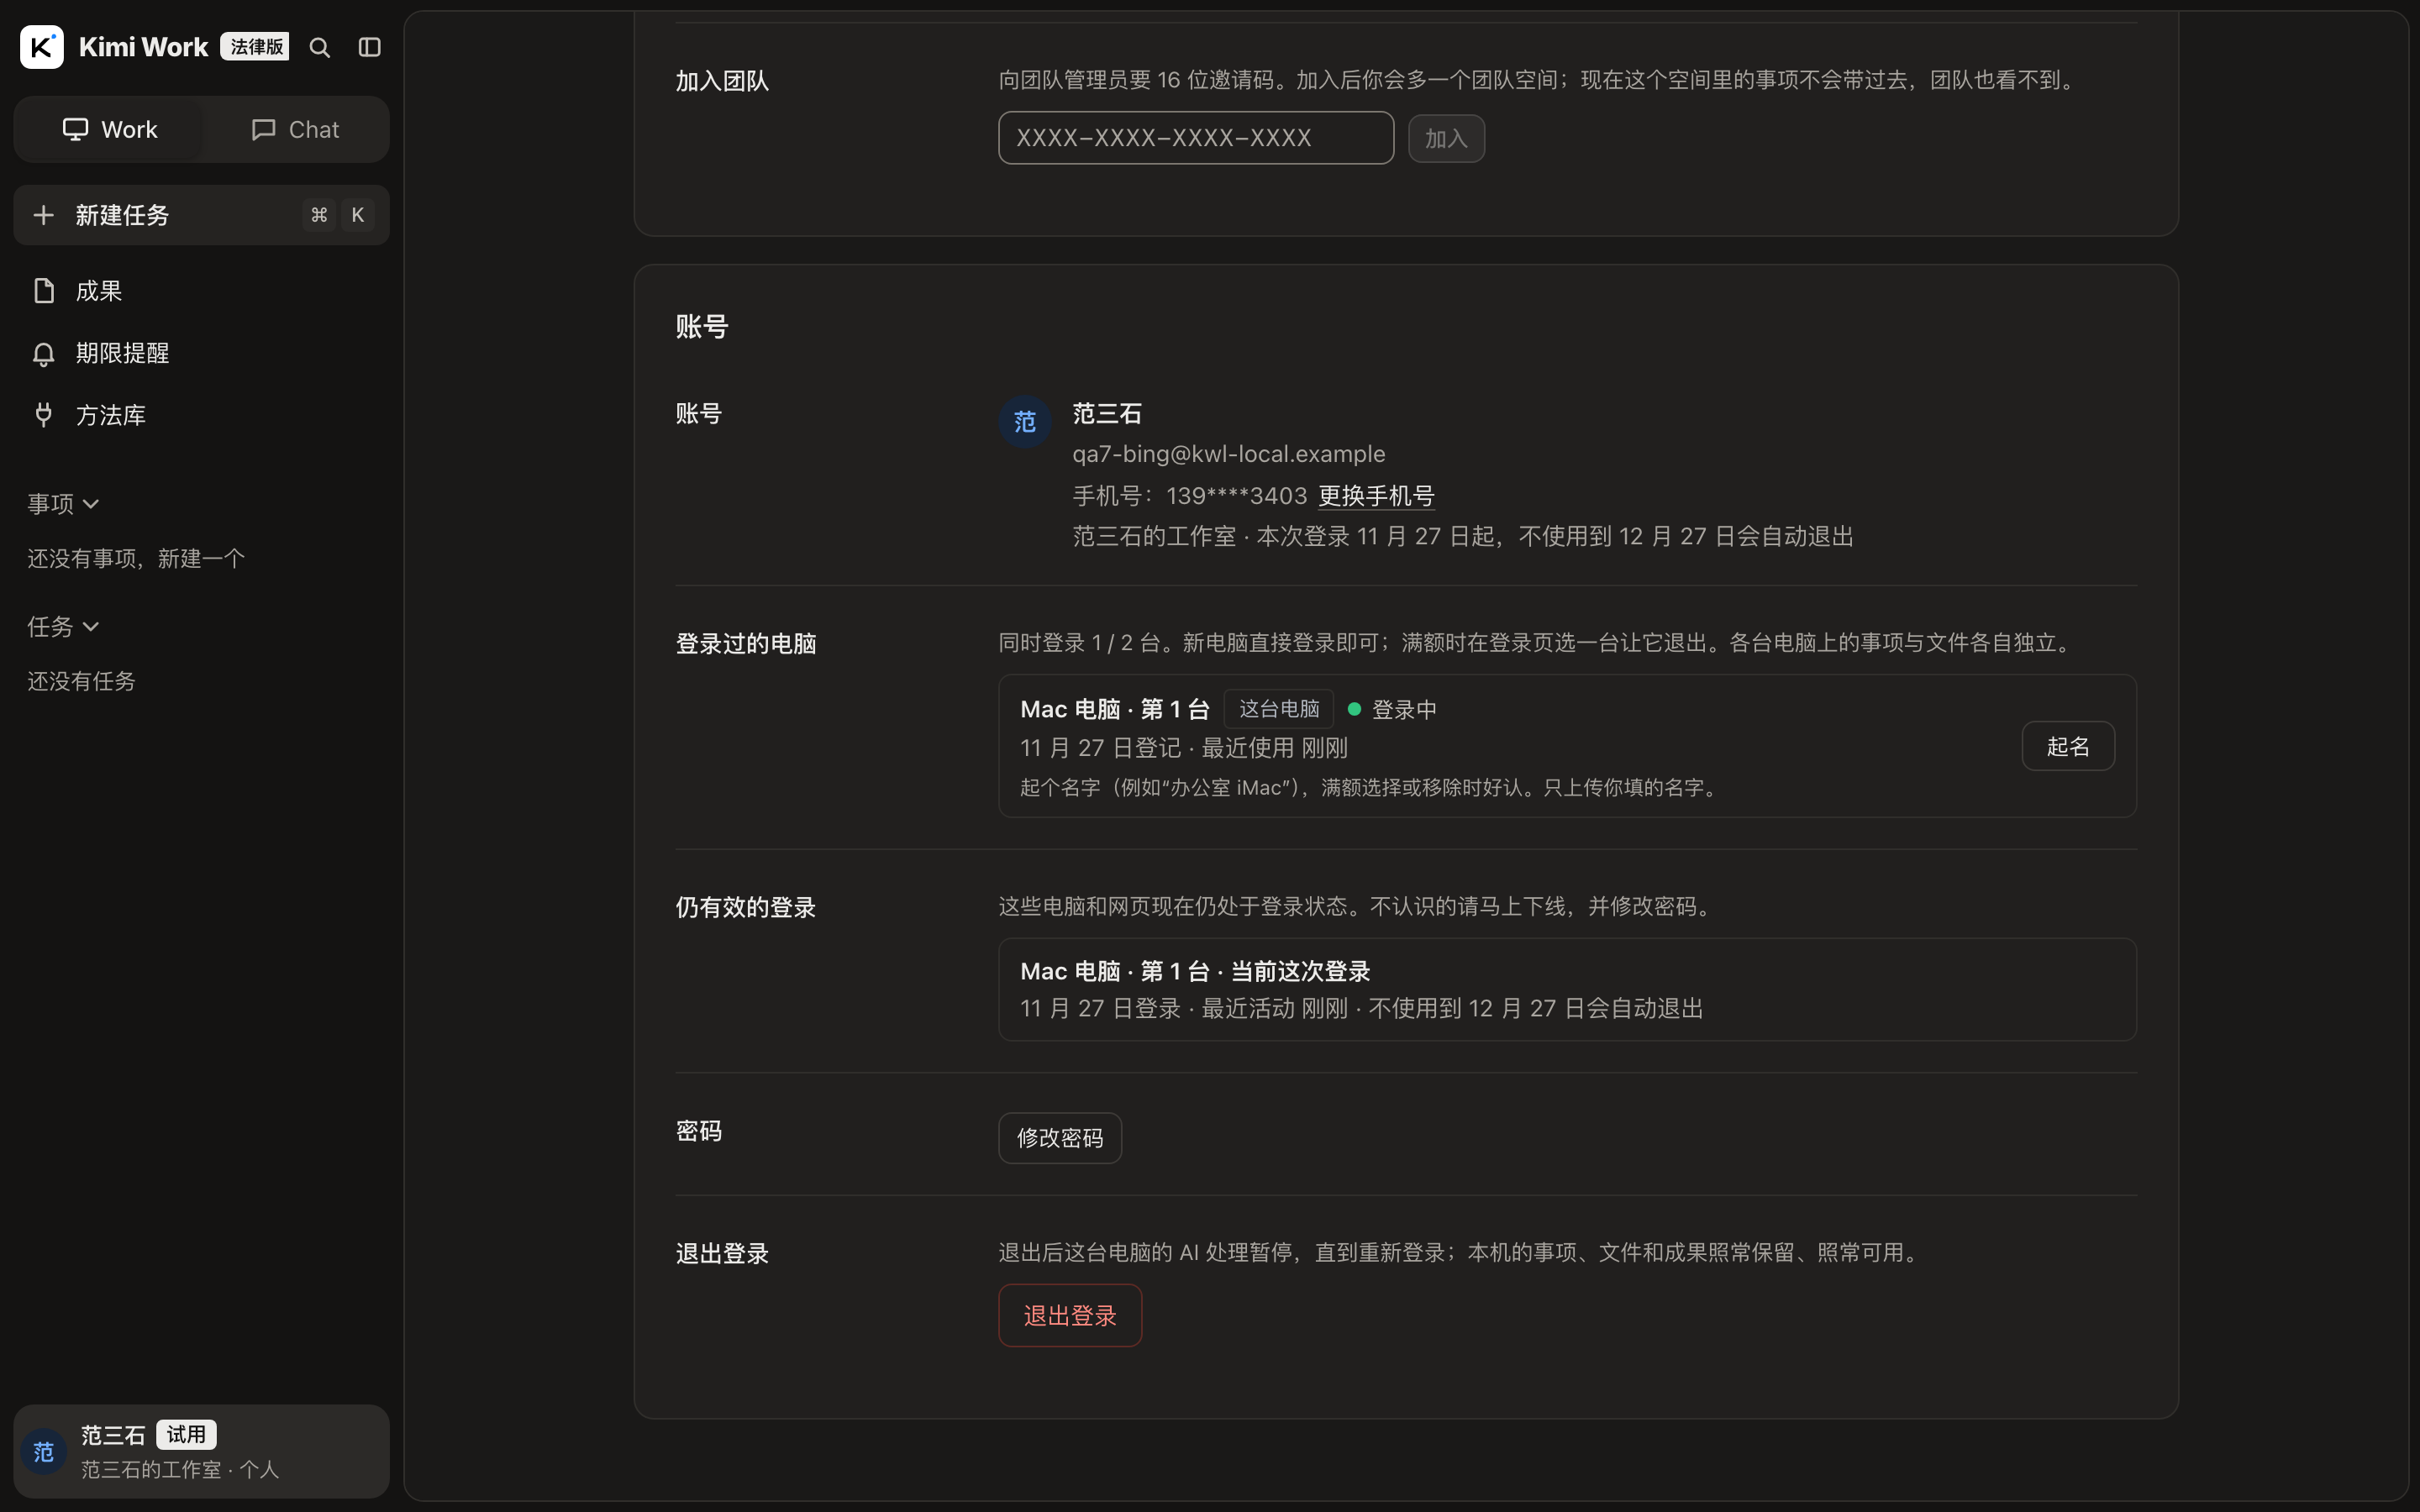 Kimi Work 法律版
Work
Chat
新建任务 ⌘ K
成果
期限提醒
方法库
事项
还没有事项，新建一个
任务
还没有任务
范
范三石 试用
范三石的工作室 · 个人
加入团队
向团队管理员要 16 位邀请码。加入后你会多一个团队空间；现在这个空间里的事项不会带过去，团队也看不到。
XXXX-XXXX-XXXX-XXXX
加入
账号
账号
范
范三石
qa7-bing@kwl-local.example
手机号：139****3403 更换手机号
范三石的工作室 · 本次登录 11 月 27 日起，不使用到 12 月 27 日会自动退出
登录过的电脑
同时登录 1 / 2 台。新电脑直接登录即可；满额时在登录页选一台让它退出。各台电脑上的事项与文件各自独立。
Mac 电脑 · 第 1 台 这台电脑 登录中
11 月 27 日登记 · 最近使用 刚刚
起个名字（例如“办公室 iMac”），满额选择或移除时好认。只上传你填的名字。
起名
仍有效的登录
这些电脑和网页现在仍处于登录状态。不认识的请马上下线，并修改密码。
Mac 电脑 · 第 1 台 · 当前这次登录
11 月 27 日登录 · 最近活动 刚刚 · 不使用到 12 月 27 日会自动退出
密码
修改密码
退出登录
退出后这台电脑的 AI 处理暂停，直到重新登录；本机的事项、文件和成果照常保留、照常可用。
退出登录